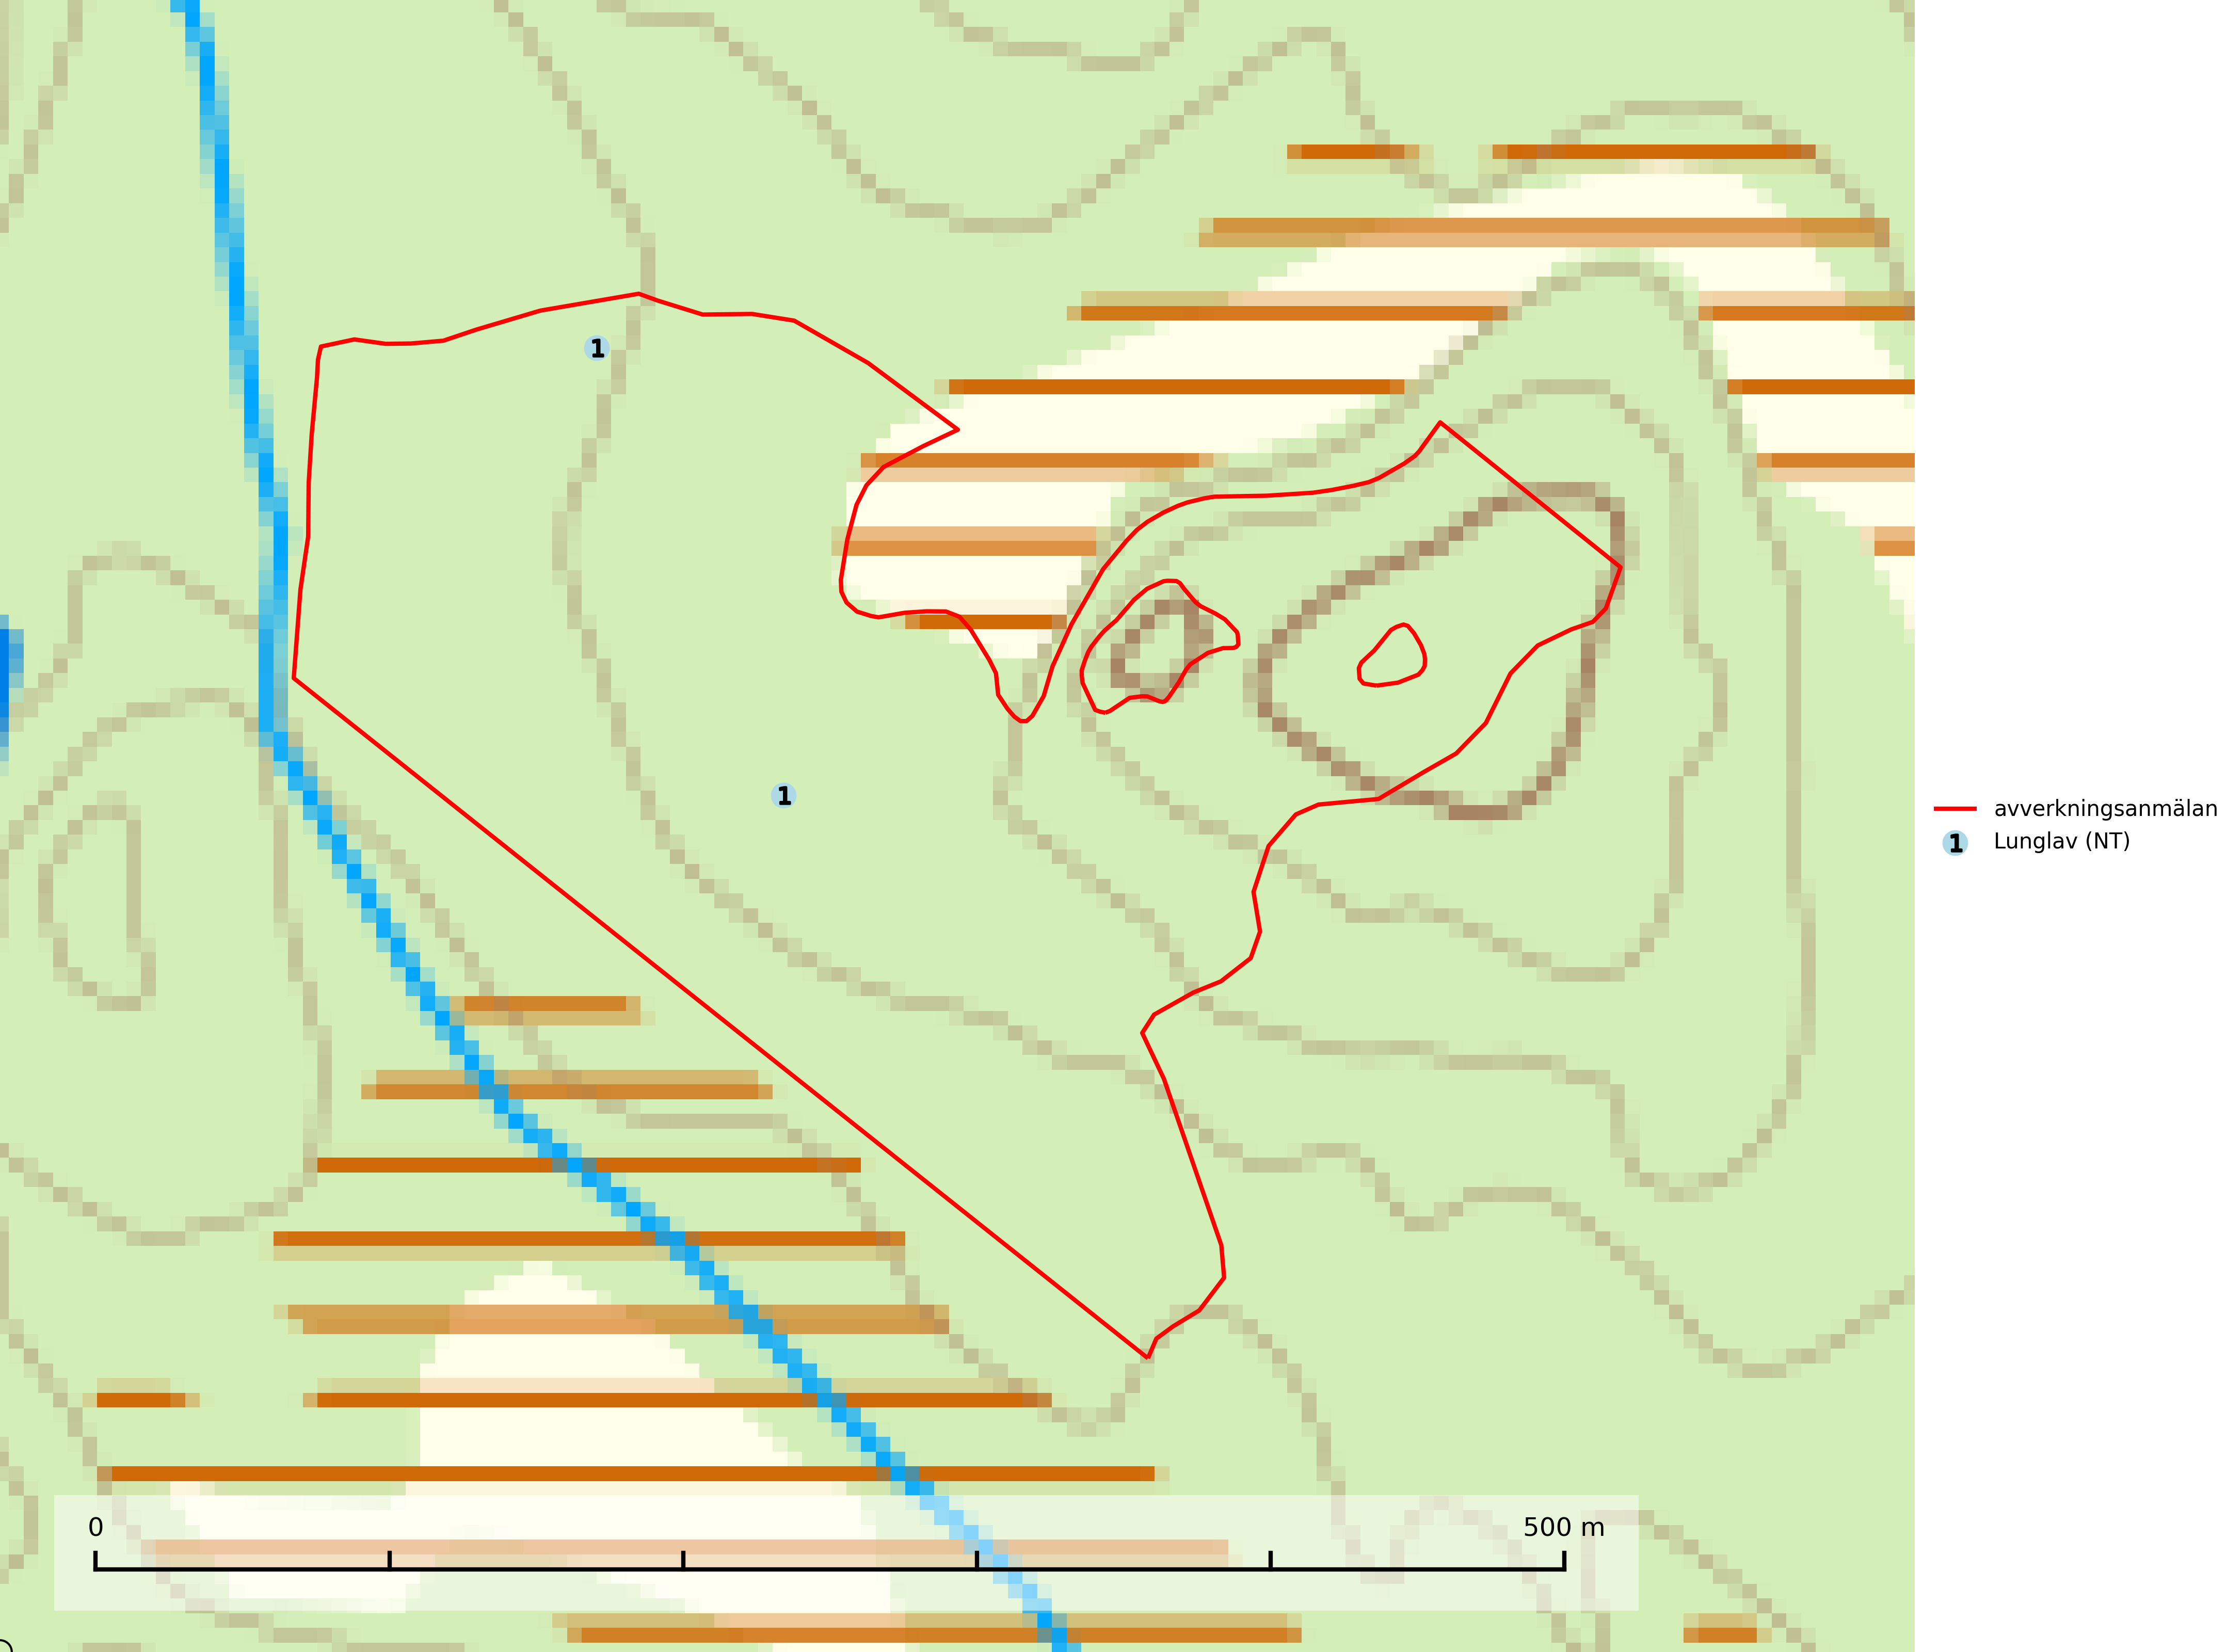 1
1
avverkningsanmälan
1 Lunglav (NT)
0 500 m